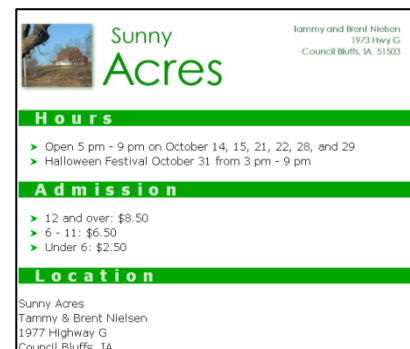 Sunny
Acres
Tammy and Brent Nielsen
1973 Hwy G
Council Bluffs, IA 51503
Hours
Open 5 pm - 9 pm on October 14, 15, 21, 22, 28, and 29
Halloween Festival October 31 from 3 pm - 9 pm
Admission
12 and over: $8.50
6 - 11: $6.50
Under 6: $2.50
Location
Sunny Acres
Tammy & Brent Nielsen
1977 Highway G
Council Bluffs, IA